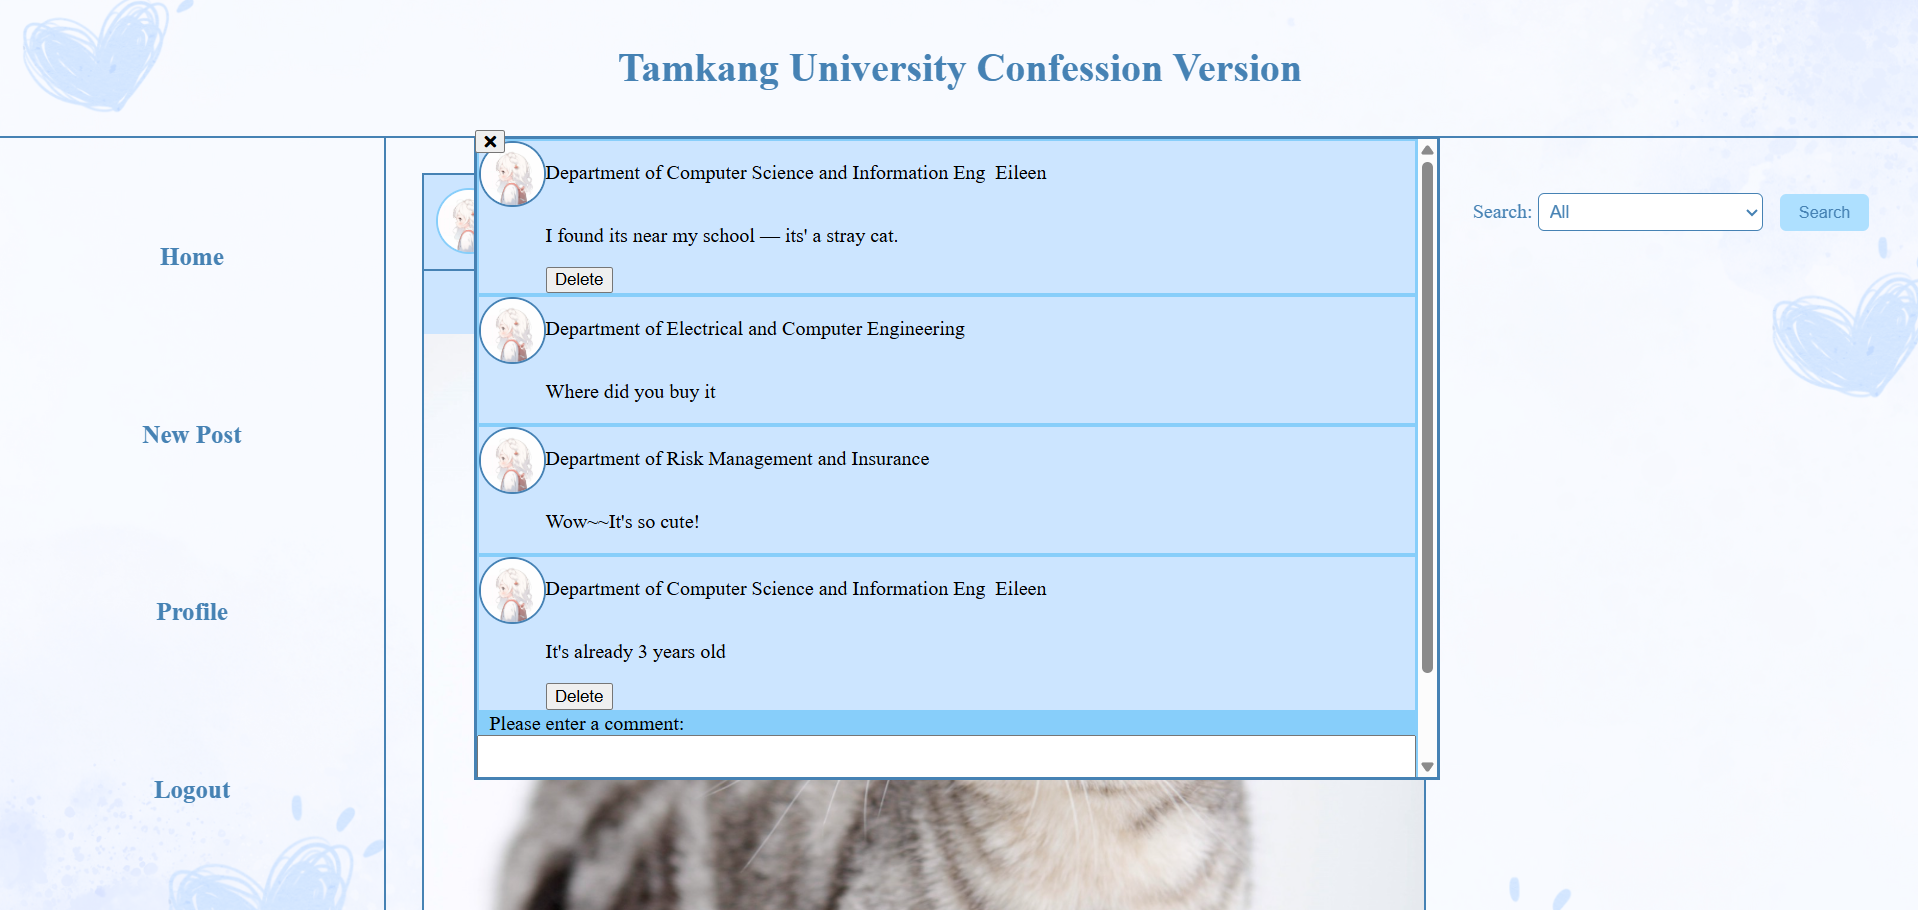 Tamkang University Confession Version
Home
New Post
Profile
Logout
Department of Computer Science and Information Eng  Eileen
I found its near my school — its' a stray cat.
Delete
Department of Electrical and Computer Engineering
Where did you buy it
Department of Risk Management and Insurance
Wow~~It's so cute!
Department of Computer Science and Information Eng  Eileen
It's already 3 years old
Delete
Please enter a comment:
Search: All Search